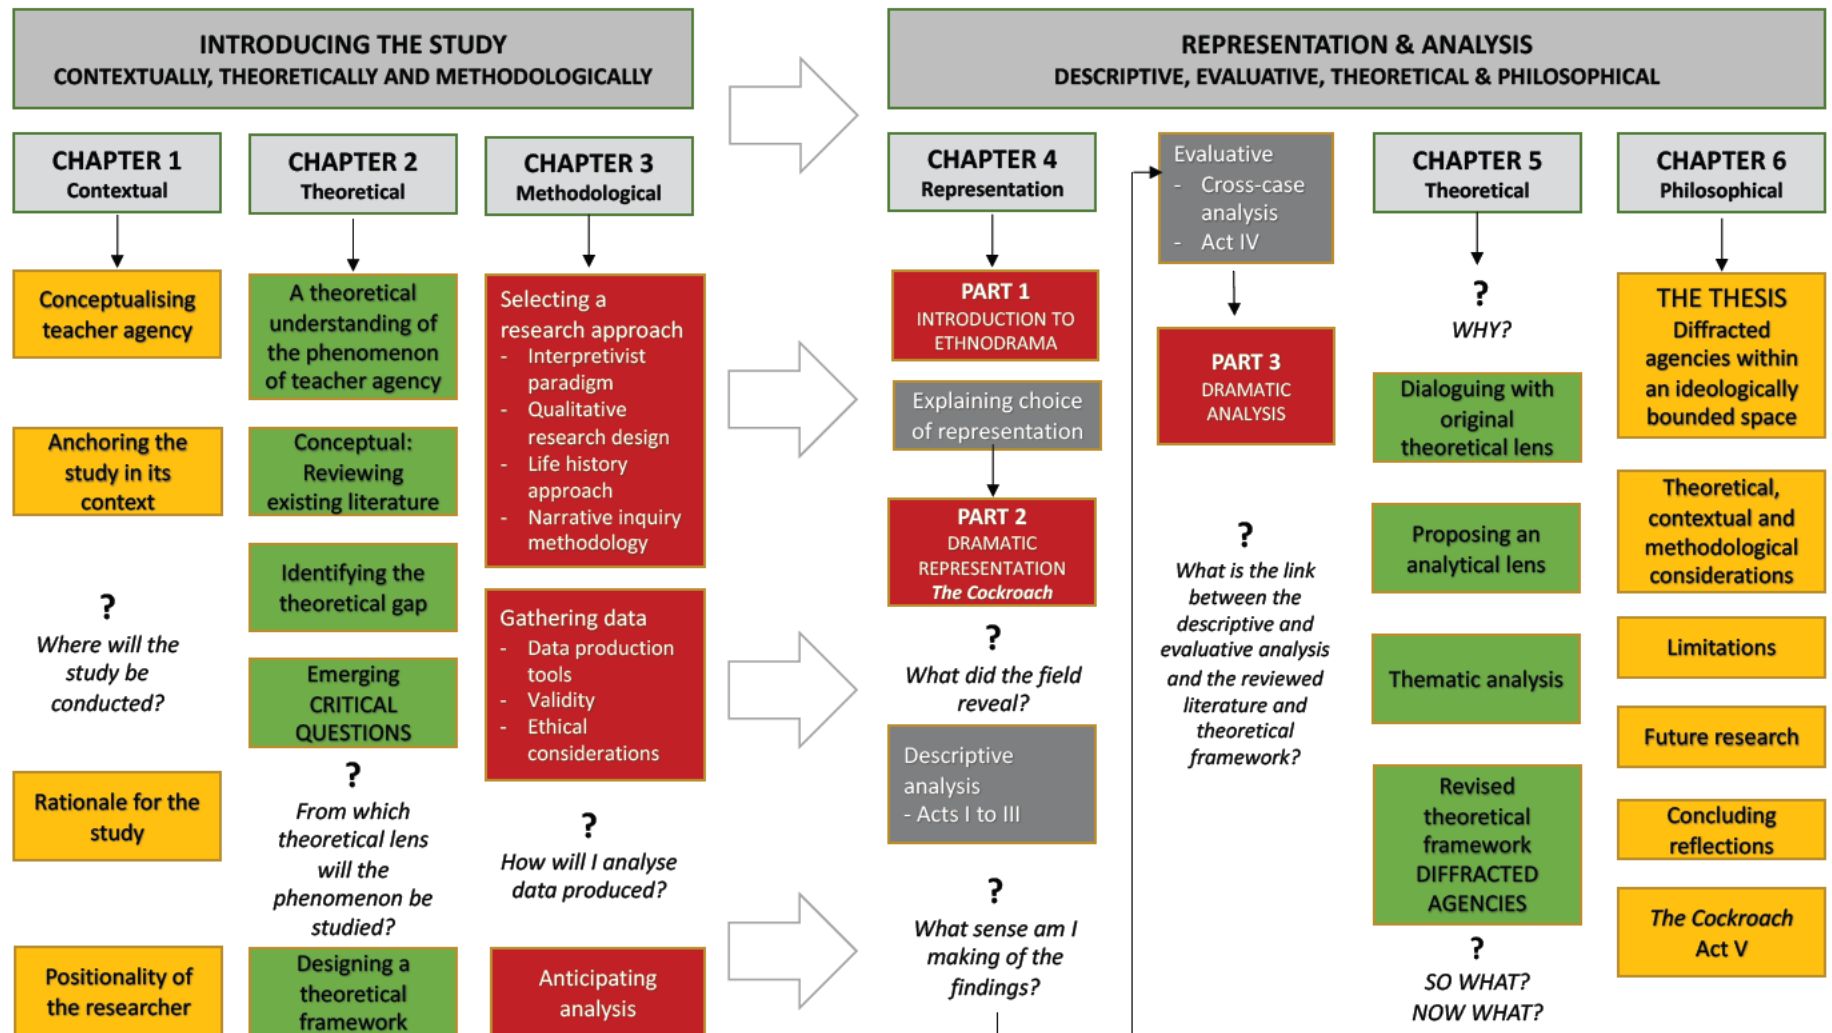 INTRODUCING THE STUDY
CONTEXTUALLY, THEORETICALLY AND METHODOLOGICALLY
REPRESENTATION & ANALYSIS
DESCRIPTIVE, EVALUATIVE, THEORETICAL & PHILOSOPHICAL
CHAPTER 1
Contextual
Conceptualising
teacher agency
Anchoring the
study in its
context
?
Where will the
study be
conducted?
Rationale for the
study
Positionality of
the researcher
CHAPTER 2
Theoretical
A theoretical
understanding of
the phenomenon
of teacher agency
Conceptual:
Reviewing
existing literature
Identifying the
theoretical gap
Emerging
CRITICAL
QUESTIONS
?
From which
theoretical lens
will the
phenomenon be
studied?
Designing a
theoretical
framework
CHAPTER 3
Methodological
Selecting a
research approach
- Interpretivist
paradigm
- Qualitative
research design
- Life history
approach
- Narrative inquiry
methodology
Gathering data
- Data production
tools
- Validity
- Ethical
considerations
?
How will I analyse
data produced?
Anticipating
analysis
CHAPTER 4
Representation
PART 1
INTRODUCTION TO
ETHNODRAMA
Explaining choice
of representation
PART 2
DRAMATIC
REPRESENTATION
The Cockroach
?
What did the field
reveal?
Descriptive
analysis
- Acts I to III
?
What sense am I
making of the
findings?
Evaluative
- Cross-case
analysis
- Act IV
PART 3
DRAMATIC
ANALYSIS
?
What is the link
between the
descriptive and
evaluative analysis
and the reviewed
literature and
theoretical
framework?
CHAPTER 5
Theoretical
?
WHY?
Dialoguing with
original
theoretical lens
Proposing an
analytical lens
Thematic analysis
Revised
theoretical
framework
DIFFRACTED
AGENCIES
?
SO WHAT?
NOW WHAT?
CHAPTER 6
Philosophical
THE THESIS
Diffracted
agencies within
an ideologically
bounded space
Theoretical,
contextual and
methodological
considerations
Limitations
Future research
Concluding
reflections
The Cockroach
Act V